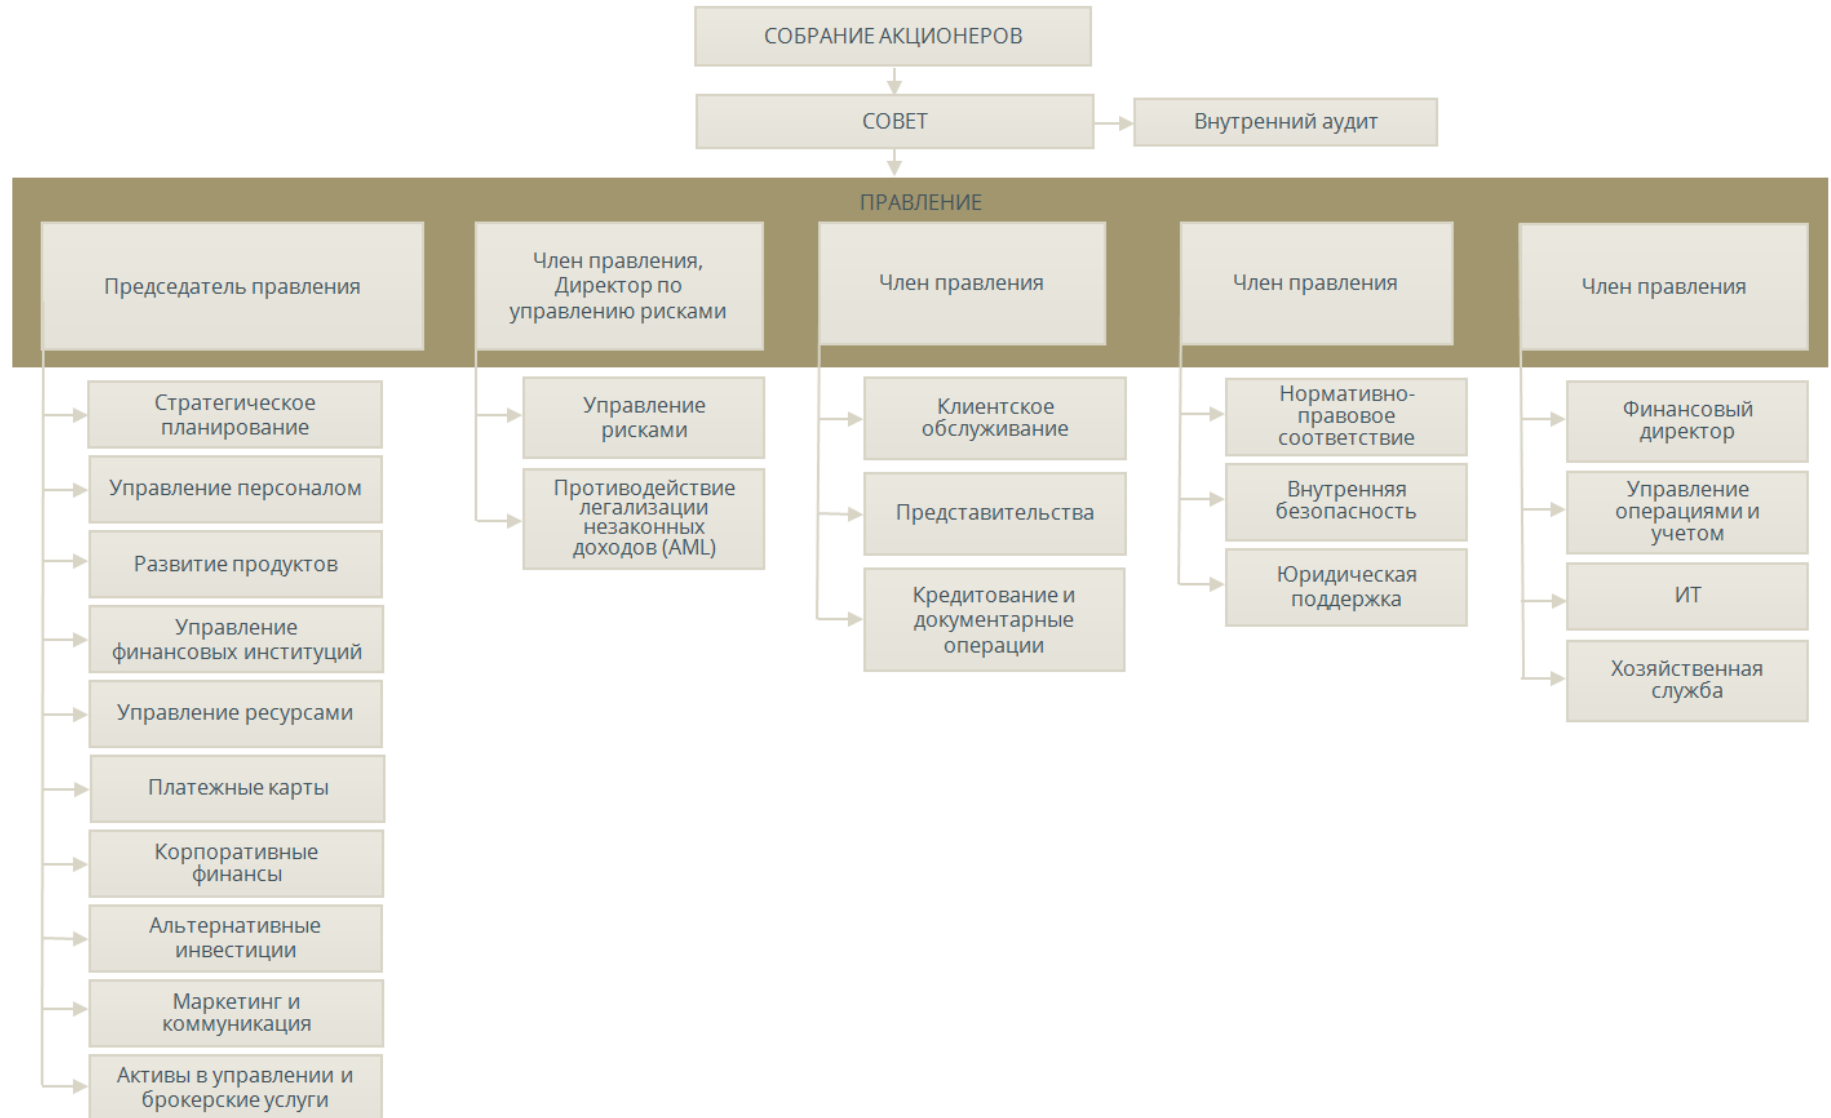 СОБРАНИЕ АКЦИОНЕРОВ
СОВЕТ
Внутренний аудит
ПРАВЛЕНИЕ
Председатель правления
Член правления,
Директор по
управлению рисками
Член правления
Член правления
Член правления
Стратегическое
планирование
Управление персоналом
Развитие продуктов
Управление
финансовых институций
Управление ресурсами
Платежные карты
Корпоративные
финансы
Альтернативные
инвестиции
Маркетинг и
коммуникация
Активы в управлении и
брокерские услуги
Управление
рисками
Противодействие
легализации
незаконных
доходов (AML)
Клиентское
обслуживание
Представительства
Кредитование и
документарные
операции
Нормативно-
правовое
соответствие
Внутренняя
безопасность
Юридическая
поддержка
Финансовый
директор
Управление
операциями и
учетом
ИТ
Хозяйственная
служба